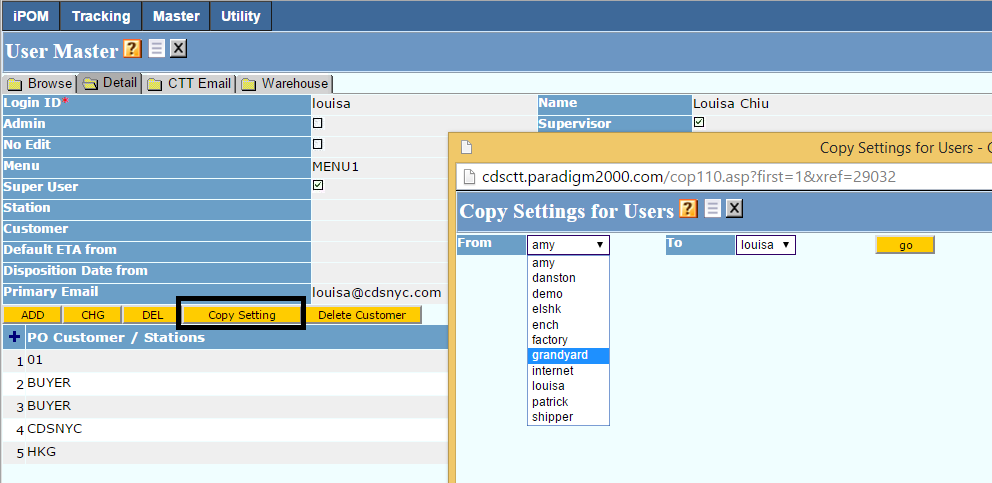 iPOM Tracking Master Utility
User Master ?
Browse Detail CTT Email Warehouse
Login ID* louisa Name Louisa Chiu
Admin Supervisor
No Edit
Menu MENU1
Super User
Station
Customer
Default ETA from
Disposition Date from
Primary Email louisa@cdsnyc.com
ADD CHG DEL Copy Setting Delete Customer
+ PO Customer / Stations
1 01
2 BUYER
3 BUYER
4 CDSNYC
5 HKG
Copy Settings for Users -
cdsctt.paradigm2000.com/cop110.asp?first=1&xref=29032
Copy Settings for Users ? X
From amy To louisa go
amy
danston
demo
elshk
ench
factory
grandyard
internet
louisa
patrick
shipper